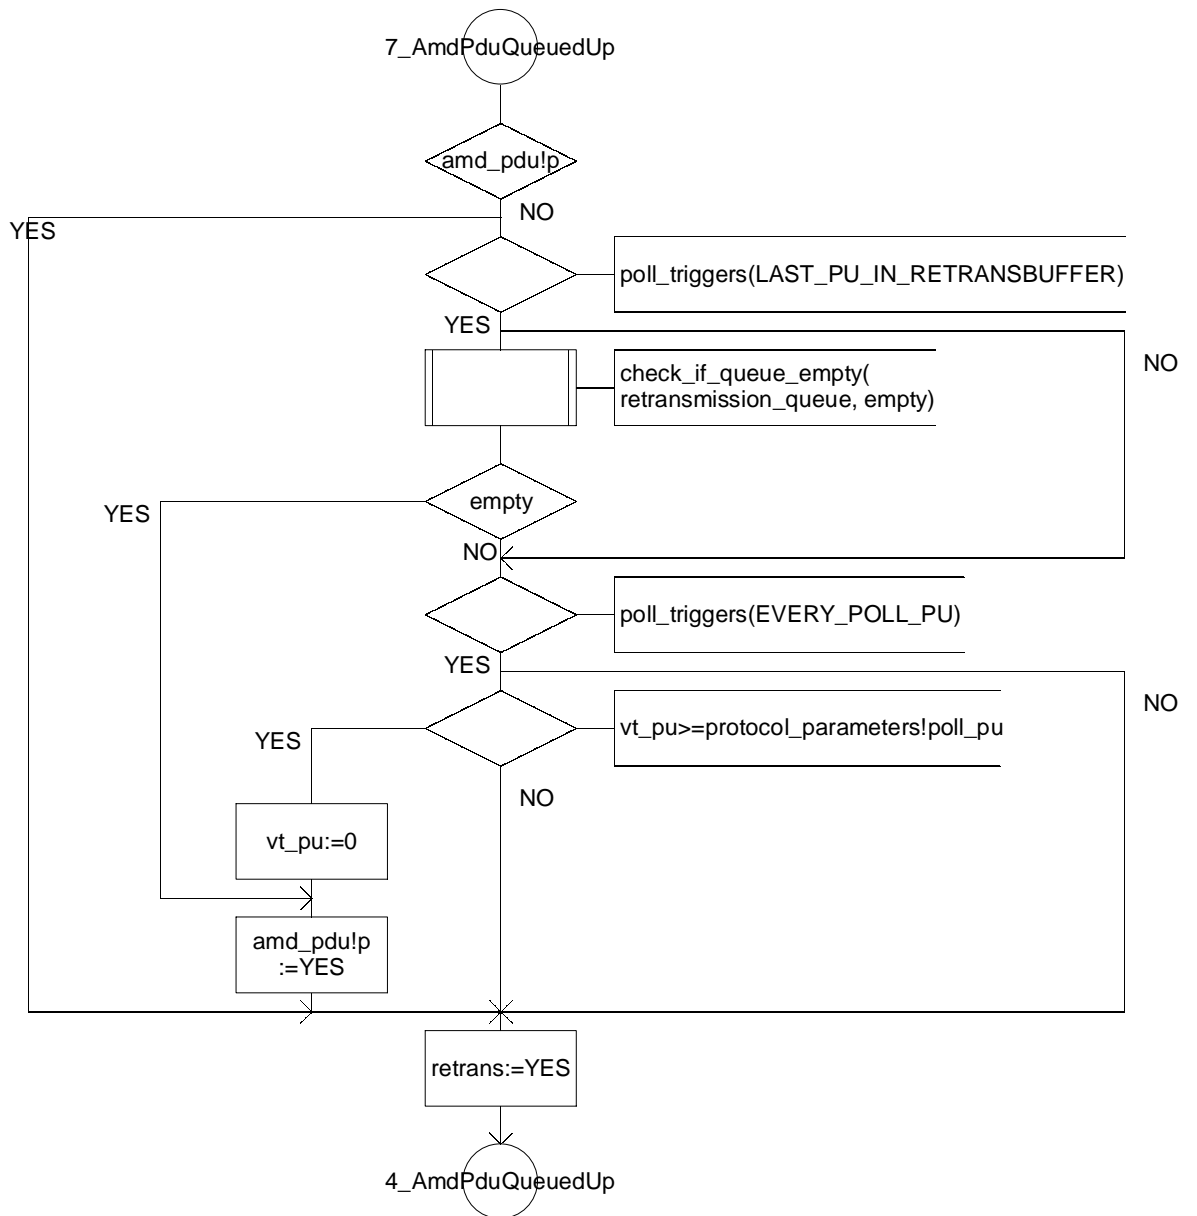 7_AmdPduQueuedUp
amd_pdu!p
NO
YES
poll_triggers(LAST_PU_IN_RETRANSBUFFER)
YES
NO
check_if_queue_empty(
retransmission_queue, empty)
empty
YES
NO
poll_triggers(EVERY_POLL_PU)
YES
NO
vt_pu>=protocol_parameters!poll_pu
YES
NO
vt_pu:=0
amd_pdu!p
:=YES
retrans:=YES
4_AmdPduQueuedUp